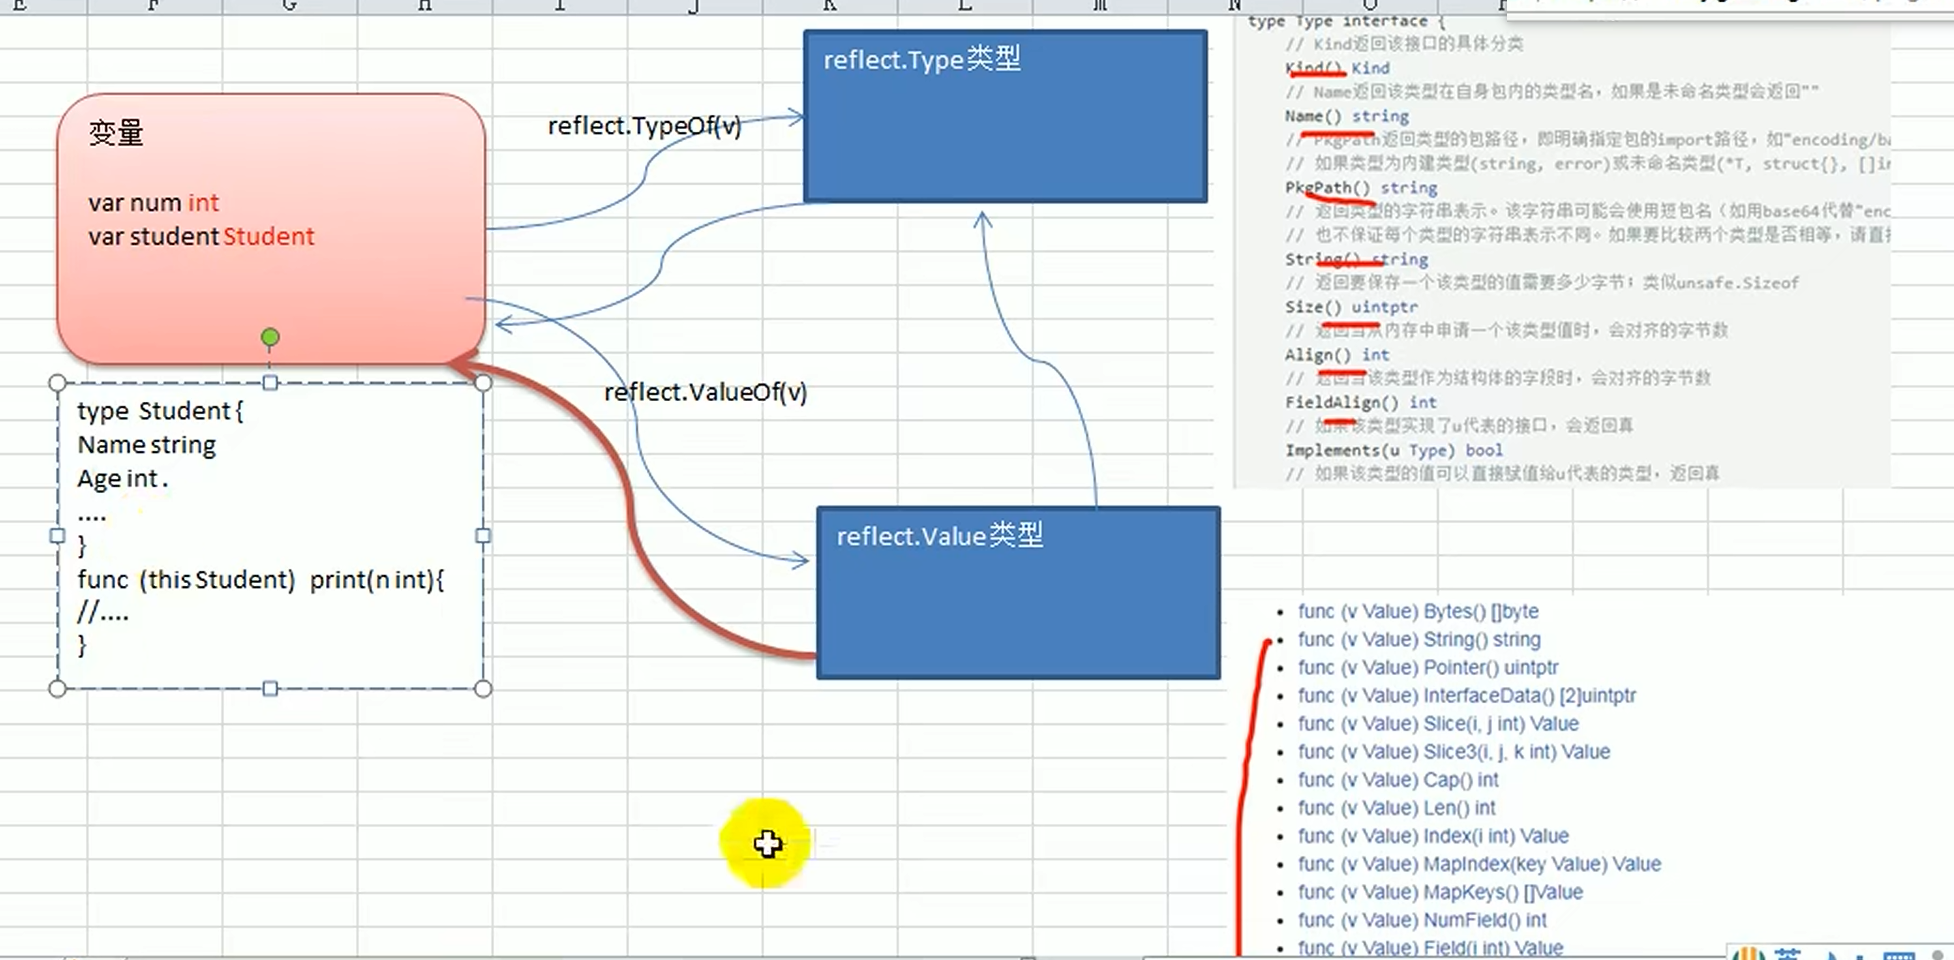 E F G H I J K L M N O
变量
var num int
var student Student
type Student {
Name string
Age int .
....
}
func (this Student) print(n int){
//....
}
reflect.TypeOf(v)
reflect.ValueOf(v)
reflect.Type类型
reflect.Value类型
type Type interface {
// Kind返回该接口的具体分类
Kind() Kind
// Name返回该类型在自身包内的类型名，如果是未命名类型会返回""
Name() string
// PkgPath返回类型的包路径，即明确指定包的import路径，如"encoding/ba
// 如果类型为内建类型(string, error)或未命名类型(*T, struct{}, []in
PkgPath() string
// 返回类型的字符串表示。该字符串可能会使用短包名（如用base64代替"enc
// 也不保证每个类型的字符串表示不同。如果要比较两个类型是否相等，请直接
String() string
// 返回要保存一个该类型的值需要多少字节；类似unsafe.Sizeof
Size() uintptr
// 返回当从内存中申请一个该类型值时，会对齐的字节数
Align() int
// 返回当该类型作为结构体的字段时，会对齐的字节数
FieldAlign() int
// 如果该类型实现了u代表的接口，会返回真
Implements(u Type) bool
// 如果该类型的值可以直接赋值给u代表的类型，返回真
• func (v Value) Bytes() []byte
• func (v Value) String() string
• func (v Value) Pointer() uintptr
• func (v Value) InterfaceData() [2]uintptr
• func (v Value) Slice(i, j int) Value
• func (v Value) Slice3(i, j, k int) Value
• func (v Value) Cap() int
• func (v Value) Len() int
• func (v Value) Index(i int) Value
• func (v Value) MapIndex(key Value) Value
• func (v Value) MapKeys() []Value
• func (v Value) NumField() int
• func (v Value) Field(i int) Value
英